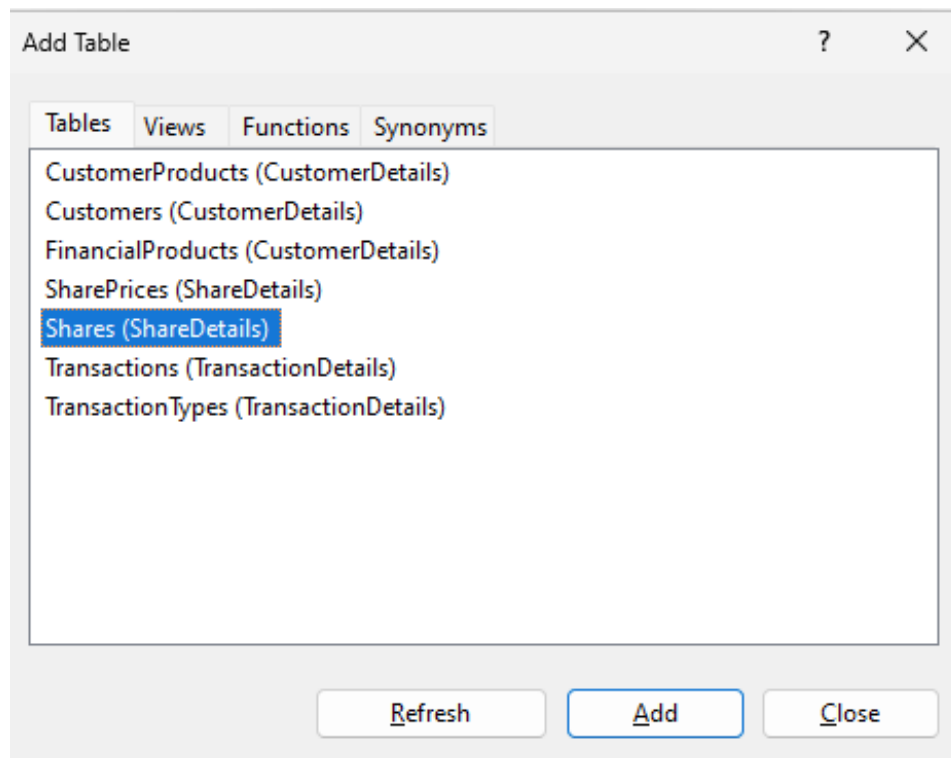 Add Table ?
Tables Views Functions Synonyms
CustomerProducts (CustomerDetails)
Customers (CustomerDetails)
FinancialProducts (CustomerDetails)
SharePrices (ShareDetails)
Shares (ShareDetails)
Transactions (TransactionDetails)
TransactionTypes (TransactionDetails)
Refresh Add Close